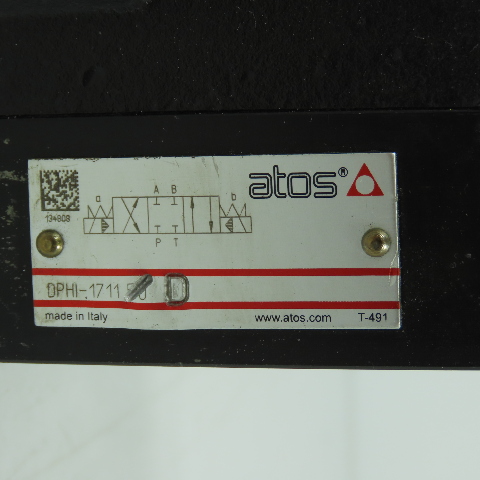 atos®
a A B b
134808
P T
DPHI-1711 D
made in Italy www.atos.com T-491